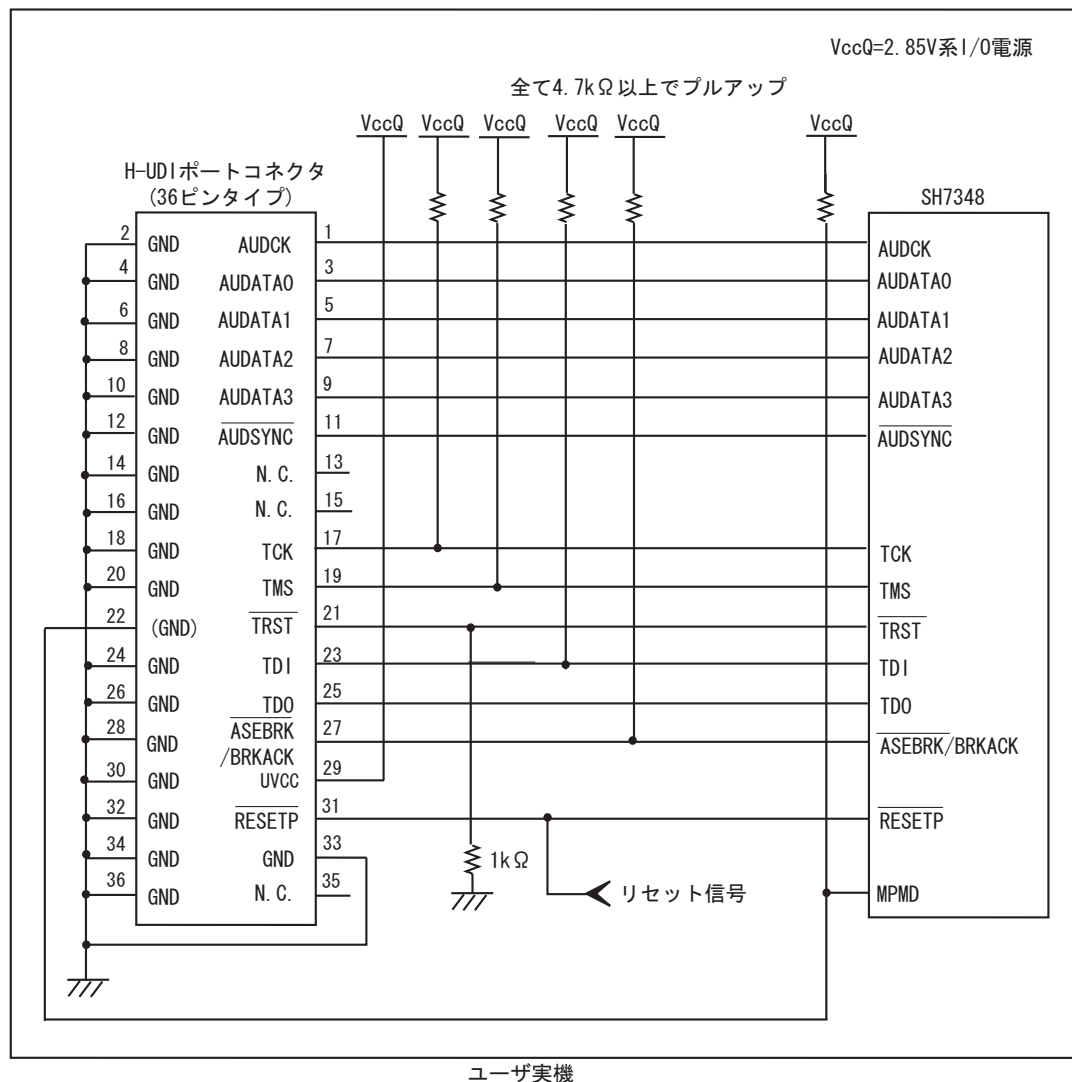 VccQ=2.85V系I/O電源
全て4.7kΩ以上でプルアップ
VccQ VccQ VccQ VccQ VccQ VccQ
H-UDIポートコネクタ
(36ピンタイプ)
SH7348
2 GND AUDCK 1 AUDCK
4 GND AUDATA0 3 AUDATA0
6 GND AUDATA1 5 AUDATA1
8 GND AUDATA2 7 AUDATA2
10 GND AUDATA3 9 AUDATA3
12 GND AUDSYNC 11 AUDSYNC
14 GND N.C. 13
16 GND N.C. 15
18 GND TCK 17 TCK
20 GND TMS 19 TMS
22 (GND) TRST 21 TRST
24 GND TDI 23 TDI
26 GND TDO 25 TDO
28 GND ASEBRK 27 ASEBRK/BRKACK
/BRKACK
30 GND UVCC 29
32 GND RESETP 31 RESETP
34 GND GND 33
1kΩ
36 GND N.C. 35
リセット信号
MPMD
ユーザ実機